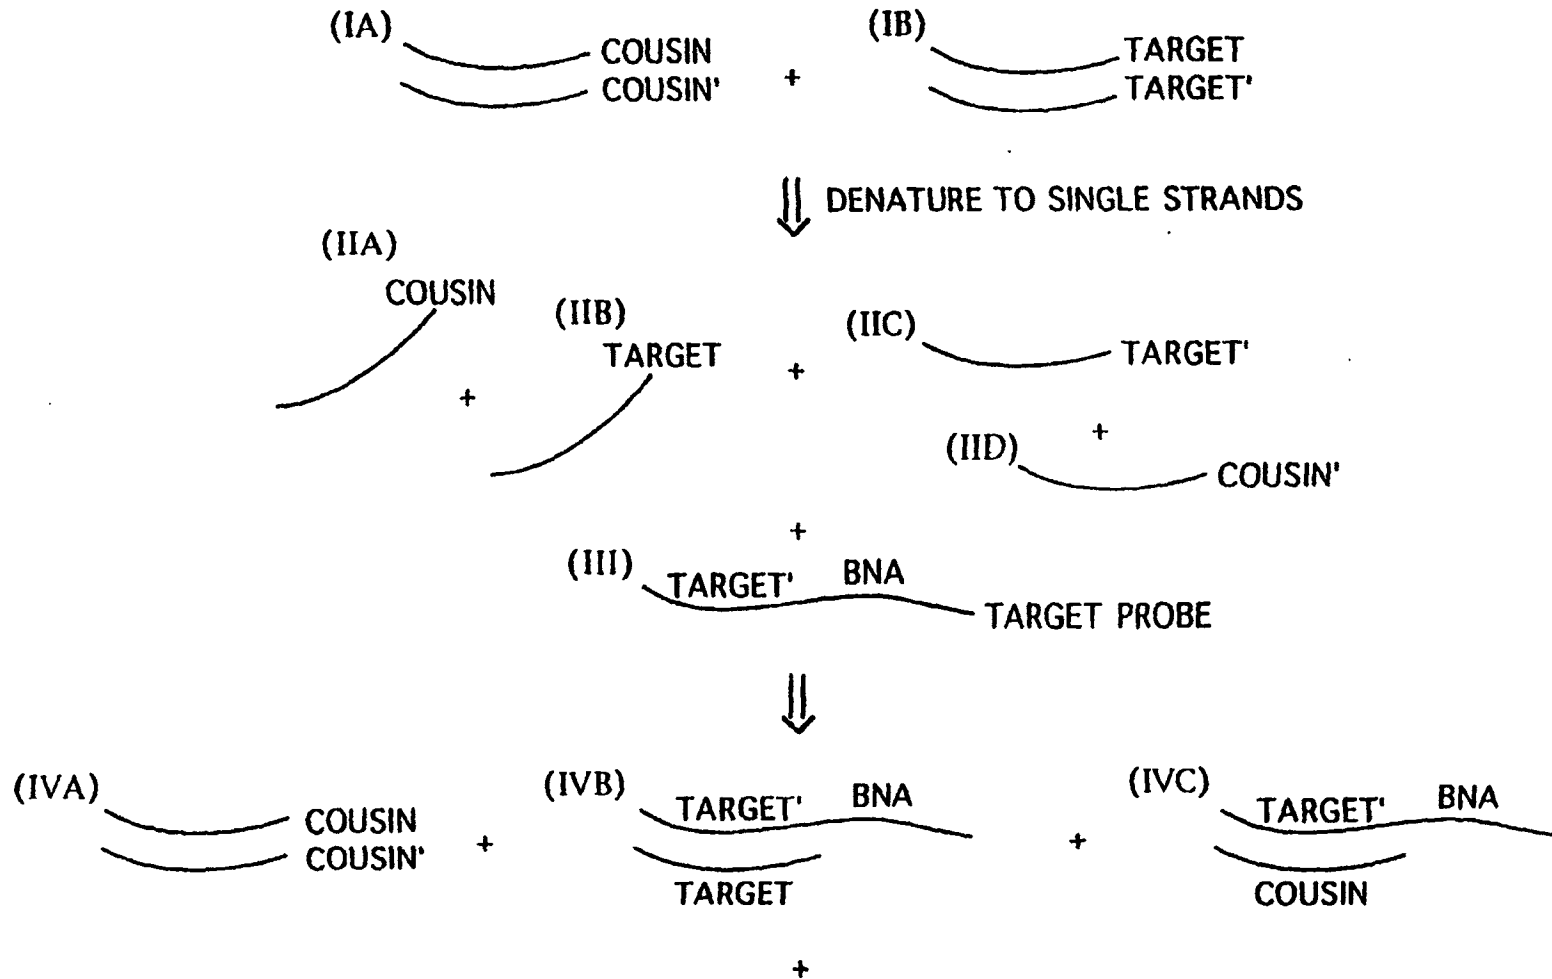 (IA) COUSIN
COUSIN'
+
(IB) TARGET
TARGET'
DENATURE TO SINGLE STRANDS
(IIA)
COUSIN
+
(IIB)
TARGET
+
(IIC) TARGET'
+
(IID) COUSIN'
+
(III) TARGET' BNA
TARGET PROBE
(IVA) COUSIN
COUSIN'
+
(IVB) TARGET' BNA
TARGET
+
(IVC) TARGET' BNA
COUSIN
+